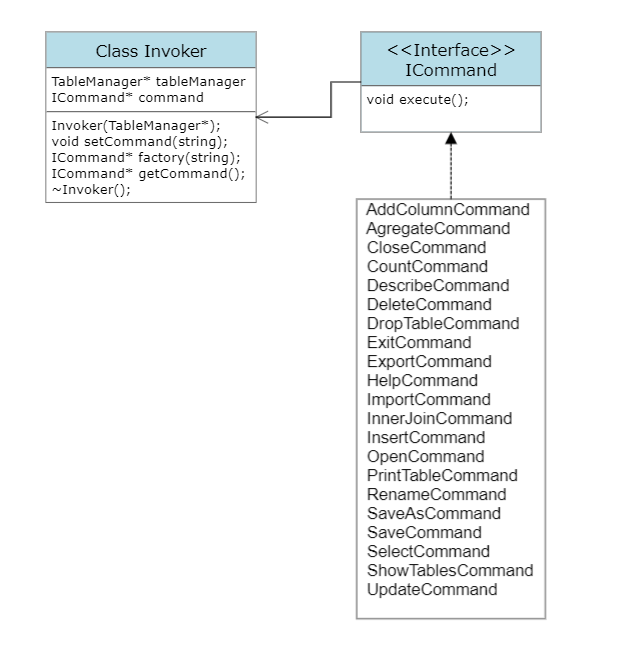 Class Invoker
TableManager* tableManager
ICommand* command
Invoker(TableManager*);
void setCommand(string);
ICommand* factory(string);
ICommand* getCommand();
~Invoker();
<<Interface>>
ICommand
void execute();
AddColumnCommand
AgregateCommand
CloseCommand
CountCommand
DescribeCommand
DeleteCommand
DropTableCommand
ExitCommand
ExportCommand
HelpCommand
ImportCommand
InnerJoinCommand
InsertCommand
OpenCommand
PrintTableCommand
RenameCommand
SaveAsCommand
SaveCommand
SelectCommand
ShowTablesCommand
UpdateCommand